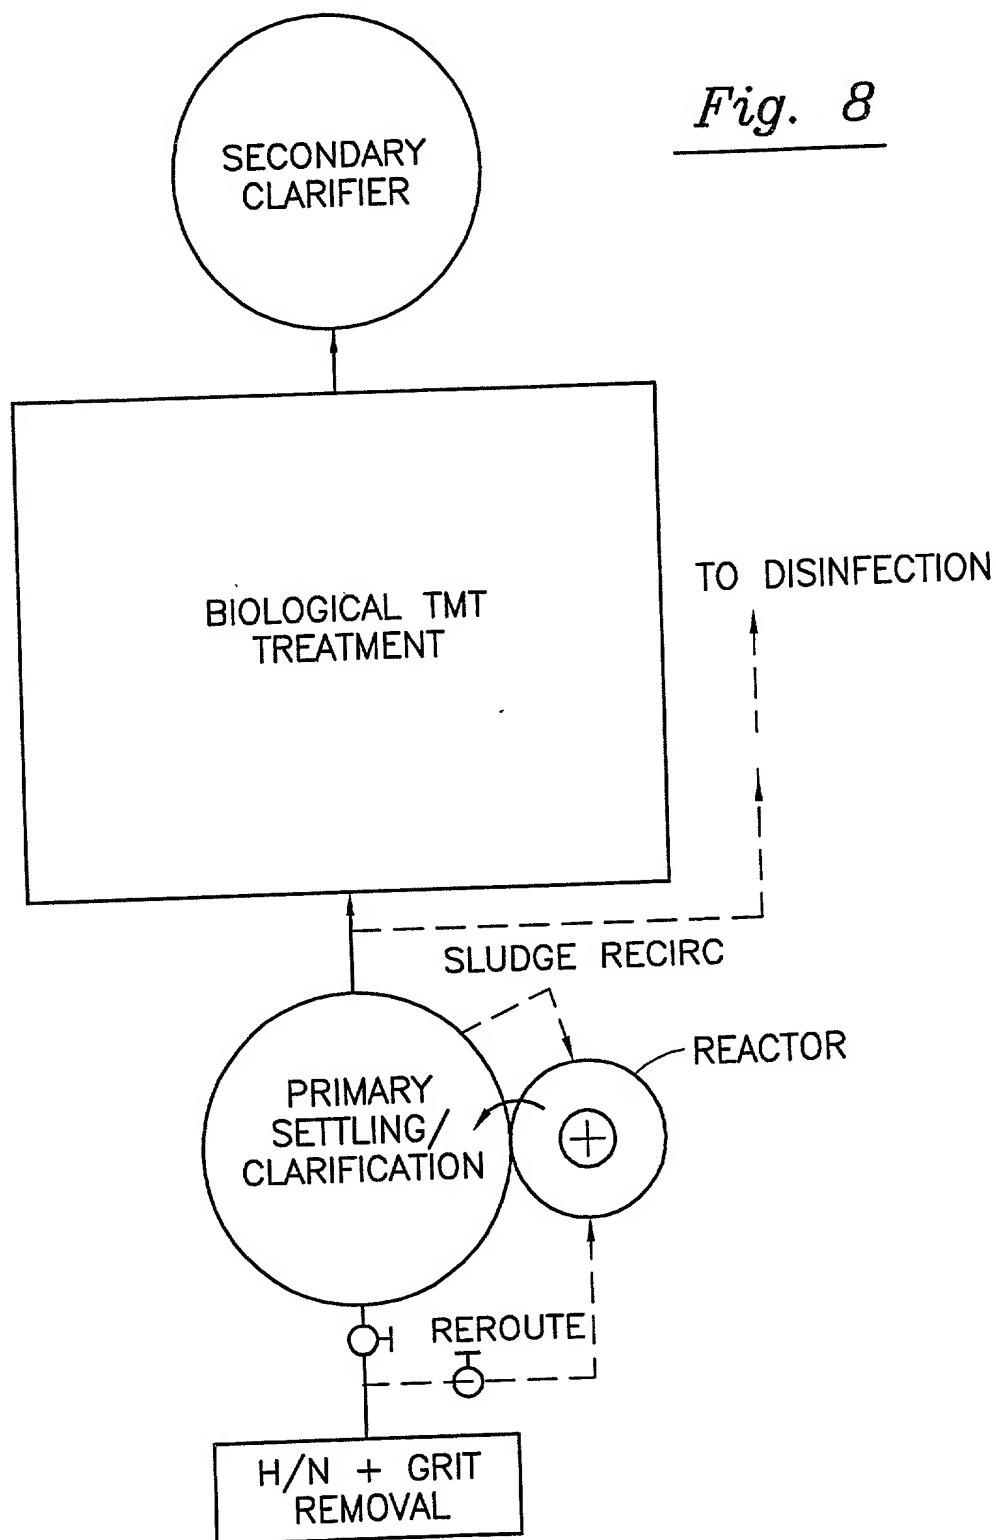 Fig. 8
SECONDARY
CLARIFIER
BIOLOGICAL TMT
TREATMENT
TO DISINFECTION
SLUDGE RECIRC
REACTOR
PRIMARY
SETTLING/
CLARIFICATION
REROUTE
H/N + GRIT
REMOVAL